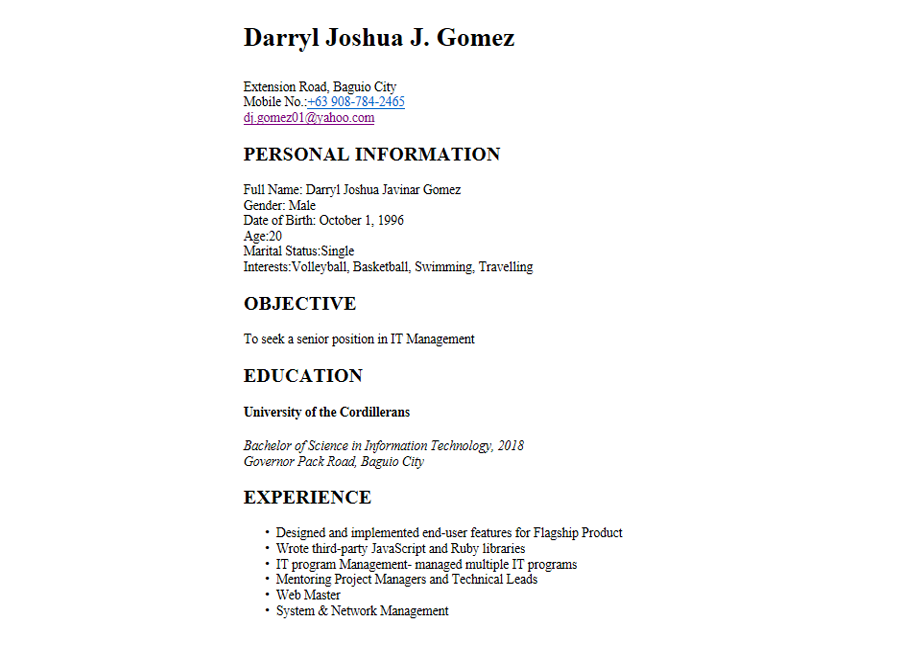 Darryl Joshua J. Gomez
Extension Road, Baguio City
Mobile No.:+63 908-784-2465
dj.gomez01@yahoo.com
PERSONAL INFORMATION
Full Name: Darryl Joshua Javinar Gomez
Gender: Male
Date of Birth: October 1, 1996
Age:20
Marital Status:Single
Interests:Volleyball, Basketball, Swimming, Travelling
OBJECTIVE
To seek a senior position in IT Management
EDUCATION
University of the Cordillerans
Bachelor of Science in Information Technology, 2018
Governor Pack Road, Baguio City
EXPERIENCE
• Designed and implemented end-user features for Flagship Product
• Wrote third-party JavaScript and Ruby libraries
• IT program Management- managed multiple IT programs
• Mentoring Project Managers and Technical Leads
• Web Master
• System & Network Management